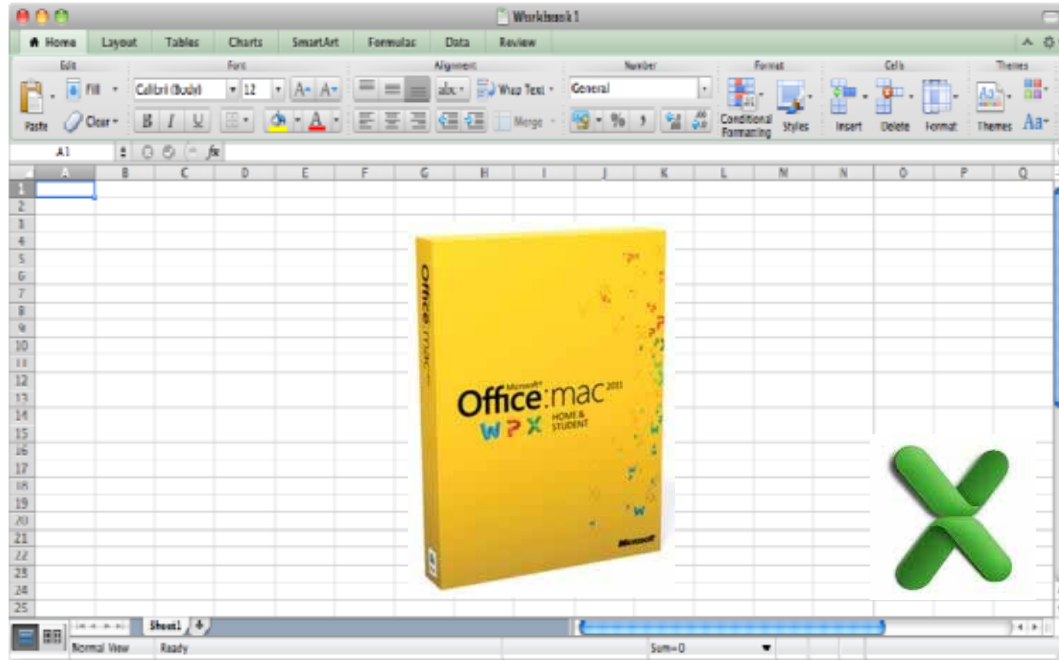 Workbook1
Home Layout Tables Charts SmartArt Formulas Data Review
Edit Font Alignment Number Format Cells Themes
Fill Calibri (Body) 12 A A abc Wrap Text General
Paste Clear B I U A Merge % Conditional Formatting Styles Insert Delete Format Themes Aa
A1 fx
A B C D E F G H I J K L M N O P Q
1
2
3
4
5
6
7
8
9
10
11
12
13
14
15
16
17
18
19
20
21
22
23
24
25
Office:mac
Microsoft®
Office:mac 2011
W P X HOME & STUDENT
Microsoft
Sheet1
Normal View Ready Sum=0